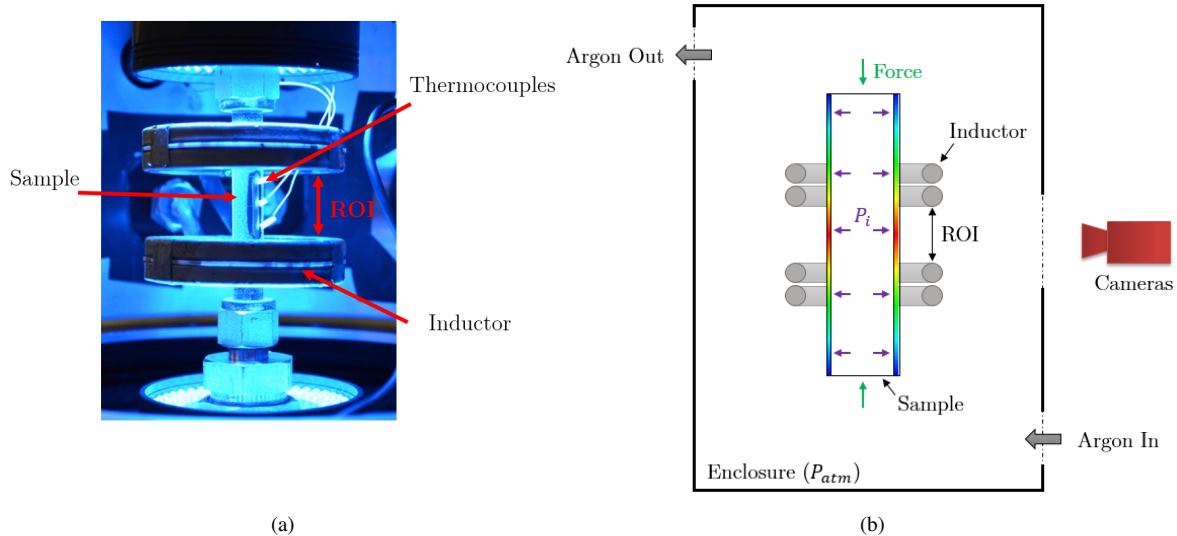 Thermocouples
Sample
ROI
Inductor
(a)
Argon Out
Force
Inductor
P_i
ROI
Cameras
Sample
Argon In
Enclosure (P_atm)
(b)